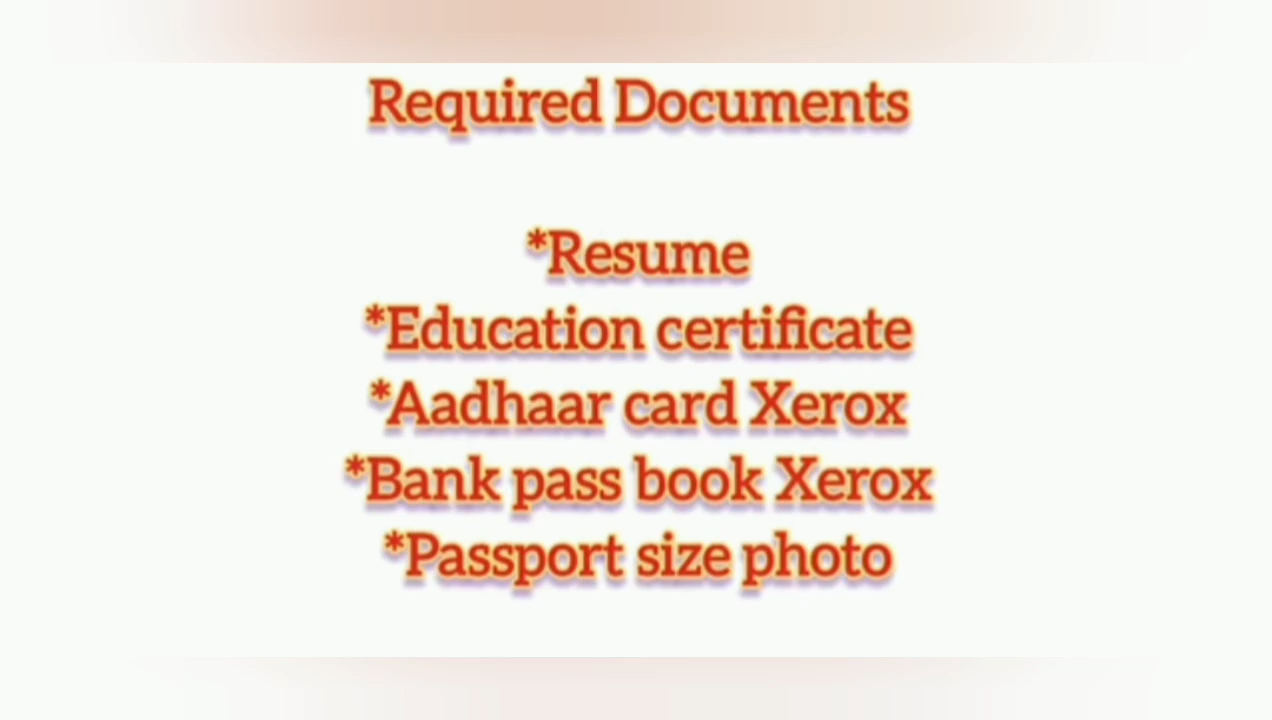 Required Documents
*Resume
*Education certificate
*Aadhaar card Xerox
*Bank pass book Xerox
*Passport size photo